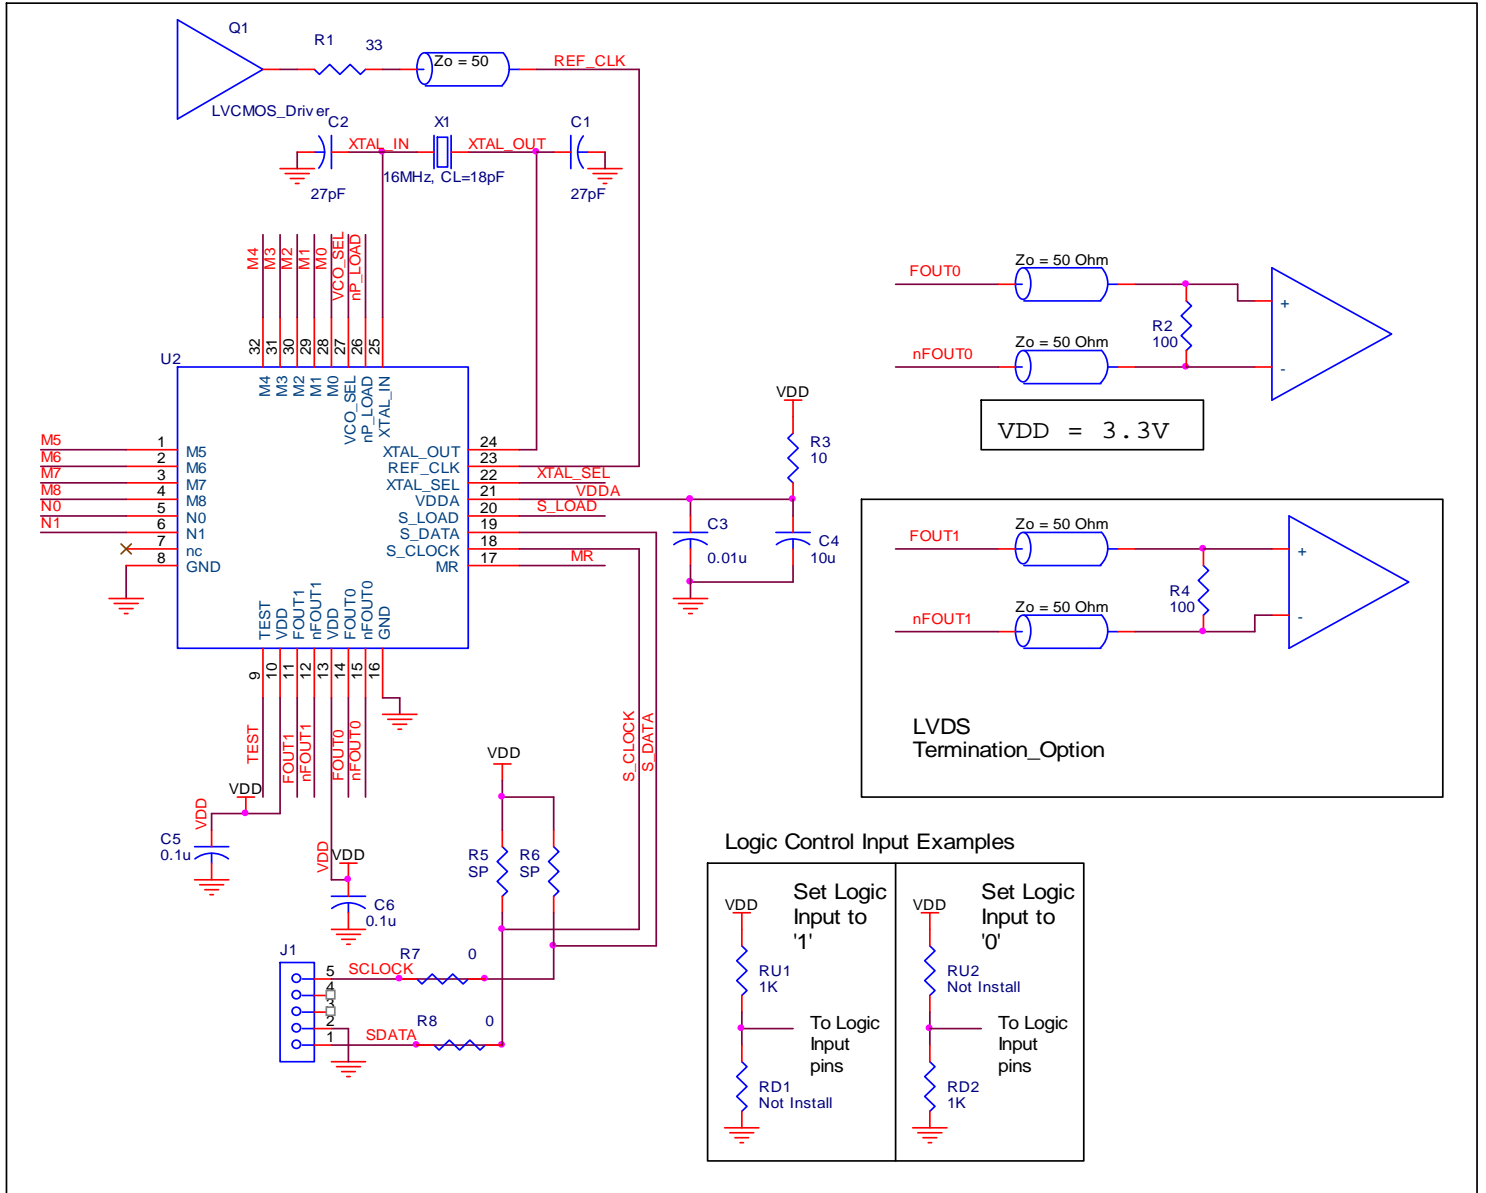 Q1
R1
33
Zo = 50
REF_CLK
LVCMOS_Driver
C2
X1
C1
XTAL_IN
XTAL_OUT
16MHz, CL=18pF
27pF
27pF
M4
M3
M2
M1
M0
VCO_SEL
nP_LOAD
32
31
30
29
28
27
26
25
U2
M4
M3
M2
M1
M0
VCO_SEL
nP_LOAD
XTAL_IN
M5
M6
M7
M8
N0
N1
1
2
3
4
5
6
7
8
M5
M6
M7
M8
N0
N1
nc
GND
XTAL_OUT
REF_CLK
XTAL_SEL
VDDA
S_LOAD
S_DATA
S_CLOCK
MR
24
23
22
21
20
19
18
17
XTAL_SEL
VDDA
S_LOAD
MR
TEST
VDD
FOUT1
nFOUT1
VDD
FOUT0
nFOUT0
GND
9
10
11
12
13
14
15
16
TEST
FOUT1
nFOUT1
FOUT0
nFOUT0
VDD
R3
10
C3
0.01u
C4
10u
S_CLOCK
S_DATA
VDD
VDD
C5
0.1u
VDD
VDD
C6
0.1u
VDD
R5
SP
R6
SP
J1
5
4
3
2
1
SCLOCK
R7
0
SDATA
R8
0
FOUT0
Zo = 50 Ohm
R2
100
nFOUT0
Zo = 50 Ohm
+
-
VDD = 3.3V
FOUT1
Zo = 50 Ohm
R4
100
nFOUT1
Zo = 50 Ohm
+
-
LVDS
Termination_Option
Logic Control Input Examples
Set Logic
Input to
'1'
VDD
RU1
1K
To Logic
Input
pins
RD1
Not Install
Set Logic
Input to
'0'
VDD
RU2
Not Install
To Logic
Input
pins
RD2
1K